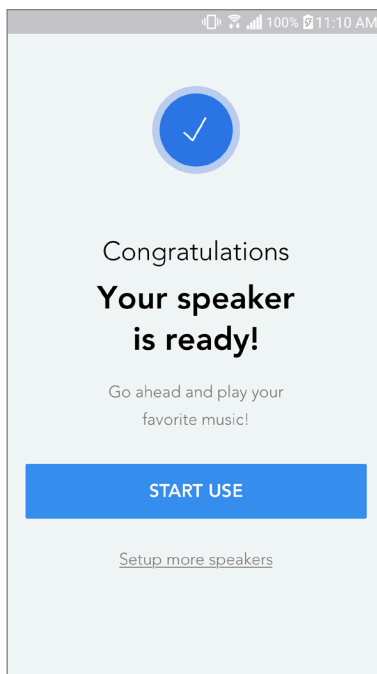 100% 11:10 AM
Congratulations
Your speaker
is ready!
Go ahead and play your
favorite music!
START USE
Setup more speakers